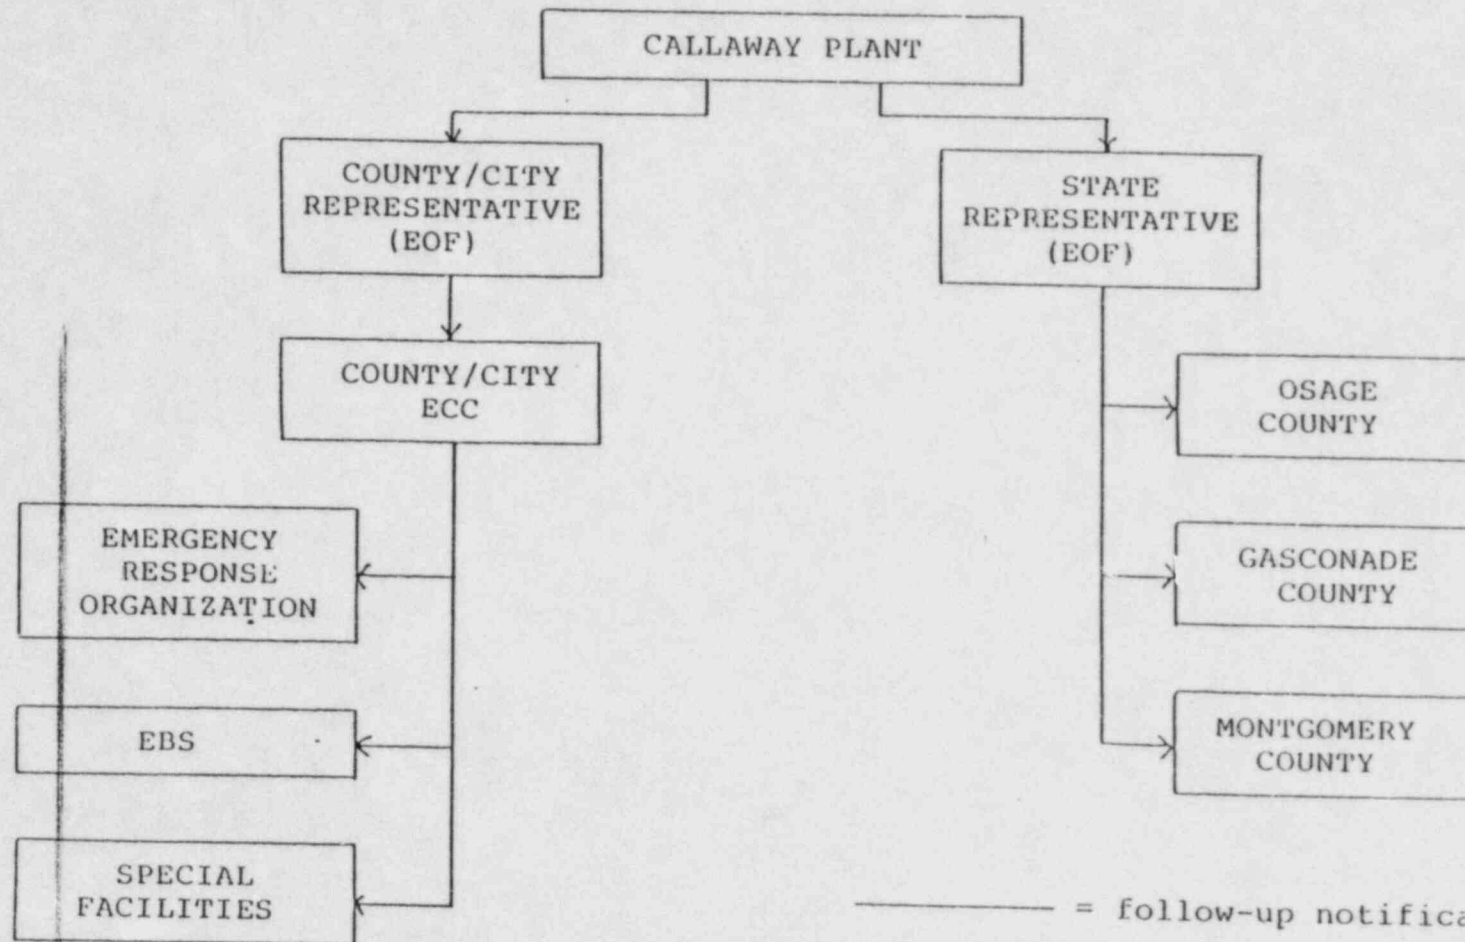 CALLAWAY PLANT
COUNTY/CITY
REPRESENTATIVE
(EOF)
STATE
REPRESENTATIVE
(EOF)
COUNTY/CITY
ECC
OSAGE
COUNTY
EMERGENCY
RESPONSE
ORGANIZATION
GASCONADE
COUNTY
EBS
MONTGOMERY
COUNTY
SPECIAL
FACILITIES
= follow-up notifica